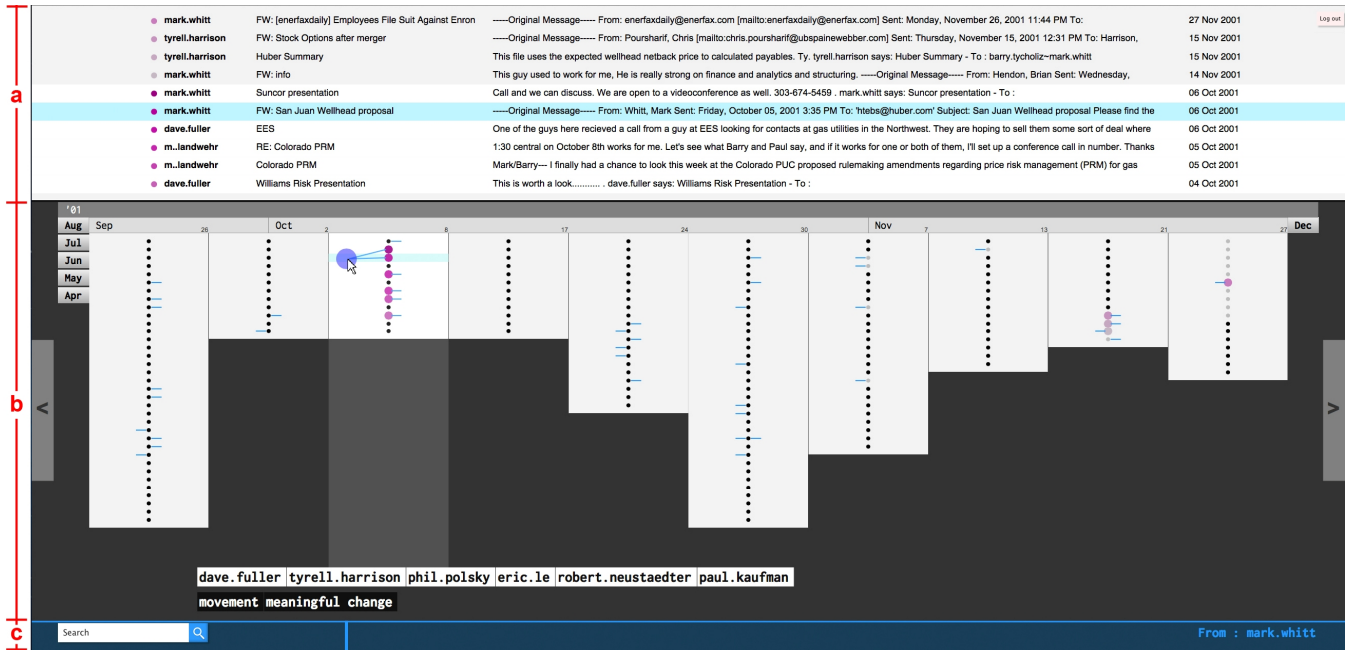 mark.whitt FW: [enerfaxdaily] Employees File Suit Against Enron -----Original Message----- From: enerfaxdaily@enerfax.com [mailto:enerfaxdaily@enerfax.com] Sent: Monday, November 26, 2001 11:44 PM To: 27 Nov 2001 Log out
tyrell.harrison FW: Stock Options after merger -----Original Message----- From: Poursharif, Chris [mailto:chris.poursharif@ubspainewebber.com] Sent: Thursday, November 15, 2001 12:31 PM To: Harrison, 15 Nov 2001
tyrell.harrison Huber Summary This file uses the expected wellhead netback price to calculated payables. Ty. tyrell.harrison says: Huber Summary - To : barry.tycholiz~mark.whitt 15 Nov 2001
mark.whitt FW: info This guy used to work for me, He is really strong on finance and analytics and structuring. -----Original Message----- From: Hendon, Brian Sent: Wednesday, 14 Nov 2001
a
mark.whitt Suncor presentation Call and we can discuss. We are open to a videoconference as well. 303-674-5459 . mark.whitt says: Suncor presentation - To : 06 Oct 2001
mark.whitt FW: San Juan Wellhead proposal -----Original Message----- From: Whitt, Mark Sent: Friday, October 05, 2001 3:35 PM To: 'htebs@huber.com' Subject: San Juan Wellhead proposal Please find the 06 Oct 2001
dave.fuller EES One of the guys here recieved a call from a guy at EES looking for contacts at gas utilities in the Northwest. They are hoping to sell them some sort of deal where 06 Oct 2001
m..landwehr RE: Colorado PRM 1:30 central on October 8th works for me. Let's see what Barry and Paul say, and if it works for one or both of them, I'll set up a conference call in number. Thanks 05 Oct 2001
m..landwehr Colorado PRM Mark/Barry--- I finally had a chance to look this week at the Colorado PUC proposed rulemaking amendments regarding price risk management (PRM) for gas 05 Oct 2001
dave.fuller Williams Risk Presentation This is worth a look........... . dave.fuller says: Williams Risk Presentation - To : 04 Oct 2001
'01
Aug Sep 26 Oct 2 8 17 24 30 Nov 7 13 21 27 Dec
Jul
Jun
May
Apr
b
< >
dave.fuller tyrell.harrison phil.polsky eric.le robert.neustaedter paul.kaufman
movement meaningful change
c
Search From : mark.whitt